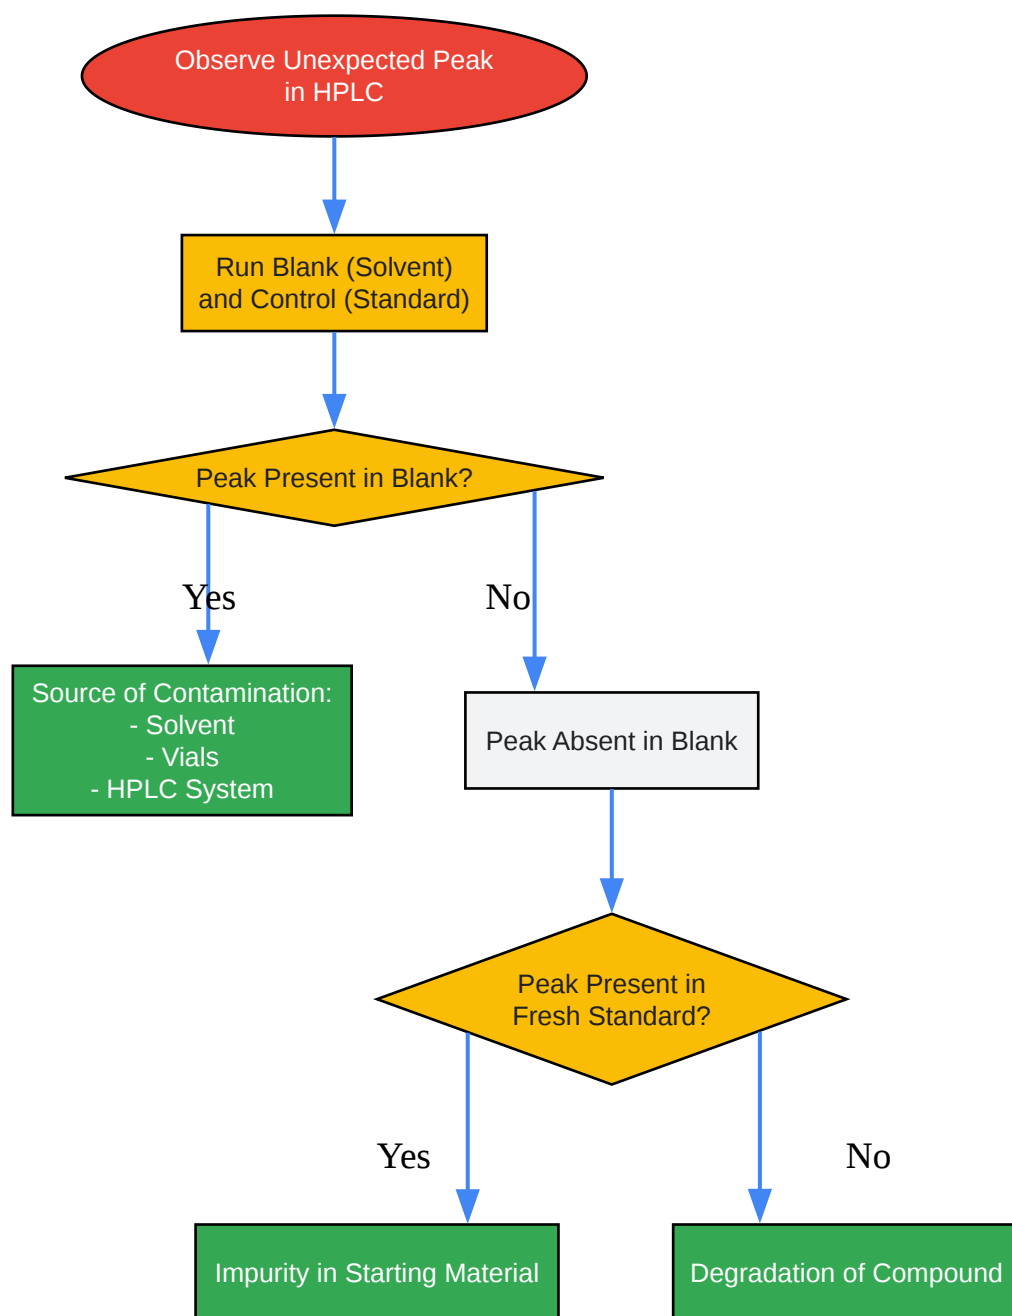 Observe Unexpected Peak
in HPLC
Run Blank (Solvent)
and Control (Standard)
Peak Present in Blank?
Yes
No
Source of Contamination:
- Solvent
- Vials
- HPLC System
Peak Absent in Blank
Peak Present in
Fresh Standard?
Yes
No
Impurity in Starting Material
Degradation of Compound